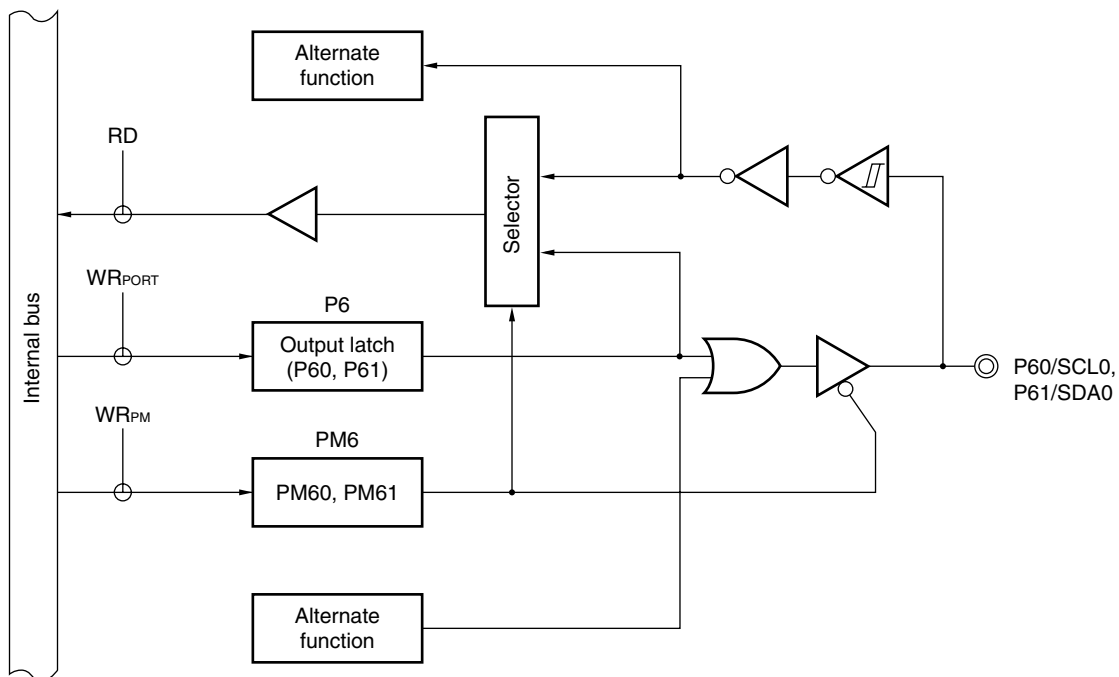 Alternate
function
RD
Selector
WRPORT
P6
Internal bus
Output latch
(P60, P61)
P60/SCL0,
P61/SDA0
WRPM
PM6
PM60, PM61
Alternate
function